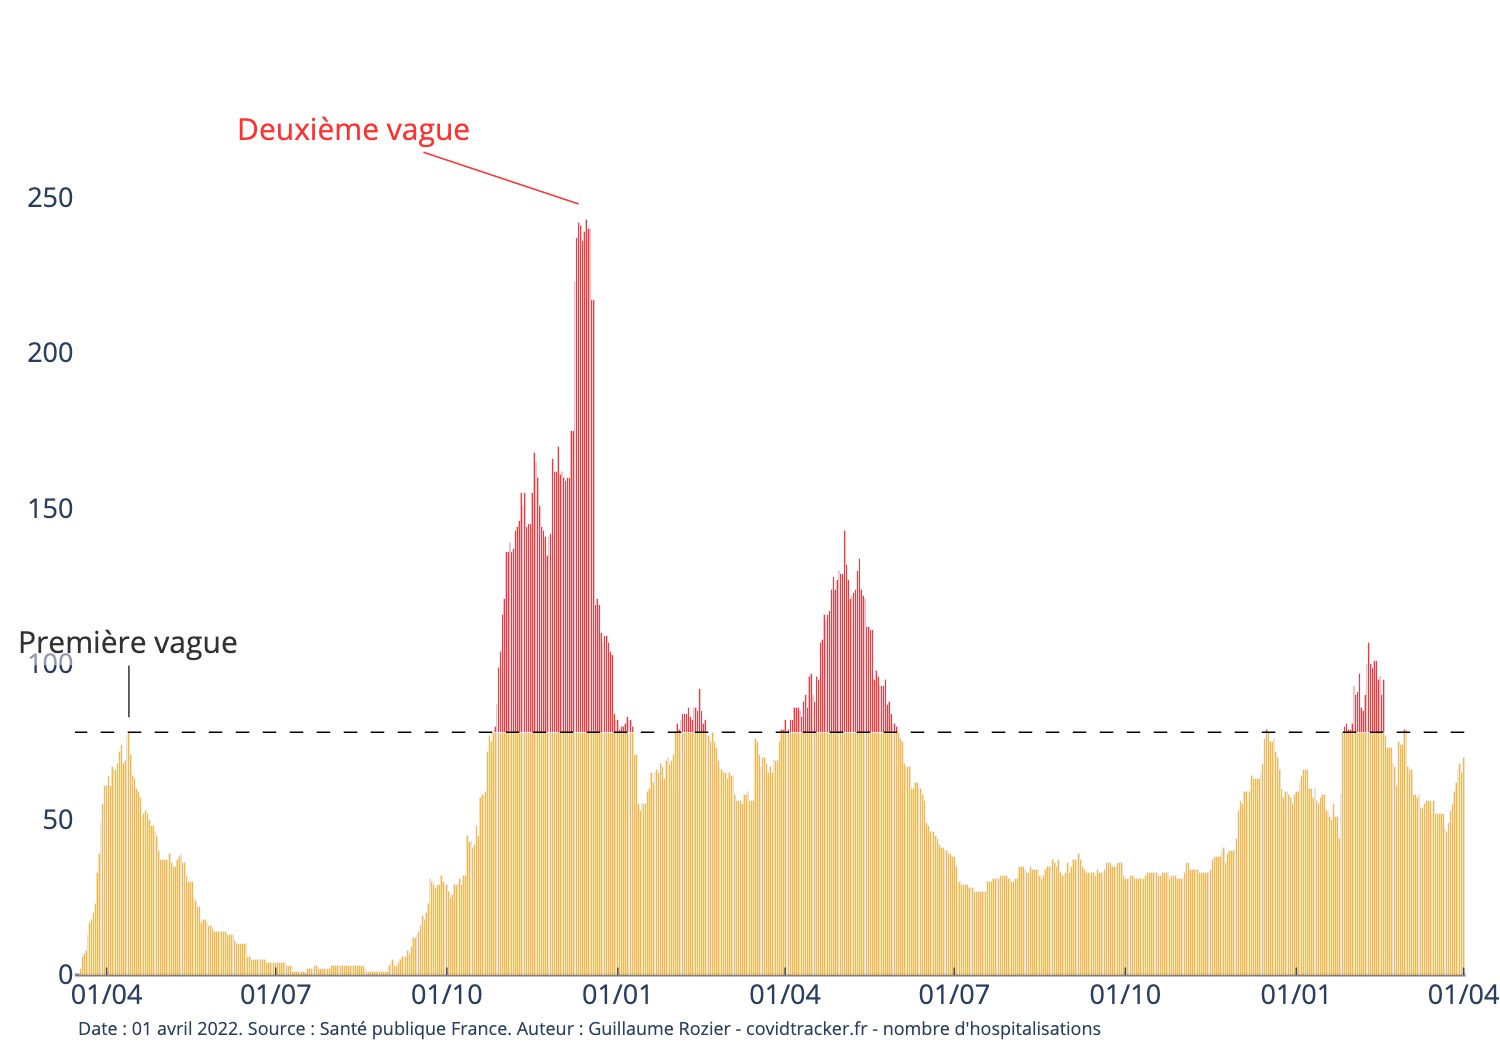 Deuxième vague
250
200
150
Première vague
100
50
0
01/04 01/07 01/10 01/01 01/04 01/07 01/10 01/01 01/04
Date : 01 avril 2022. Source : Santé publique France. Auteur : Guillaume Rozier - covidtracker.fr - nombre d'hospitalisations